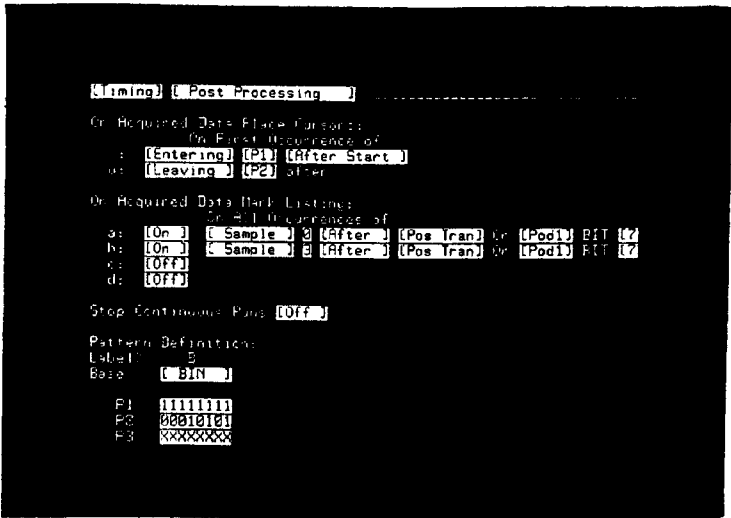 [Timing] [ Post Processing ]
On Acquired Data Place Cursors:
On First Occurrence of
: [Entering] [P1] [After Start ]
o: [Leaving ] [P2] after
On Acquired Data Mark Listing:
On All Occurrences of
a: [On ] [ Sample ] 0 [After ] [Pos Tran] On [Pod1] BIT [7
b: [On ] [ Sample ] 3 [After ] [Pos Tran] On [Pod1] BIT [7
c: [Off]
d: [Off]
Stop Continuous Run: [Off ]
Pattern Definition:
Label: B
Base [ BIN ]
P1 11111111
P2 00010101
P3 XXXXXXXX